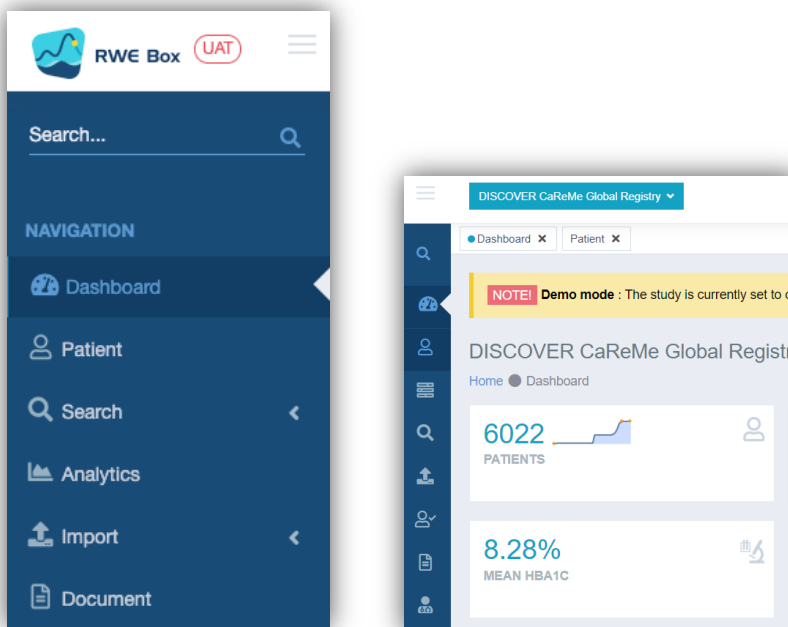 RWE Box UAT
Search...
NAVIGATION
Dashboard
Patient
Search
Analytics
Import
Document
DISCOVER CaReMe Global Registry
Dashboard Patient
NOTE! Demo mode : The study is currently set to
DISCOVER CaReMe Global Regist
Home Dashboard
6022
PATIENTS
8.28%
MEAN HBA1C